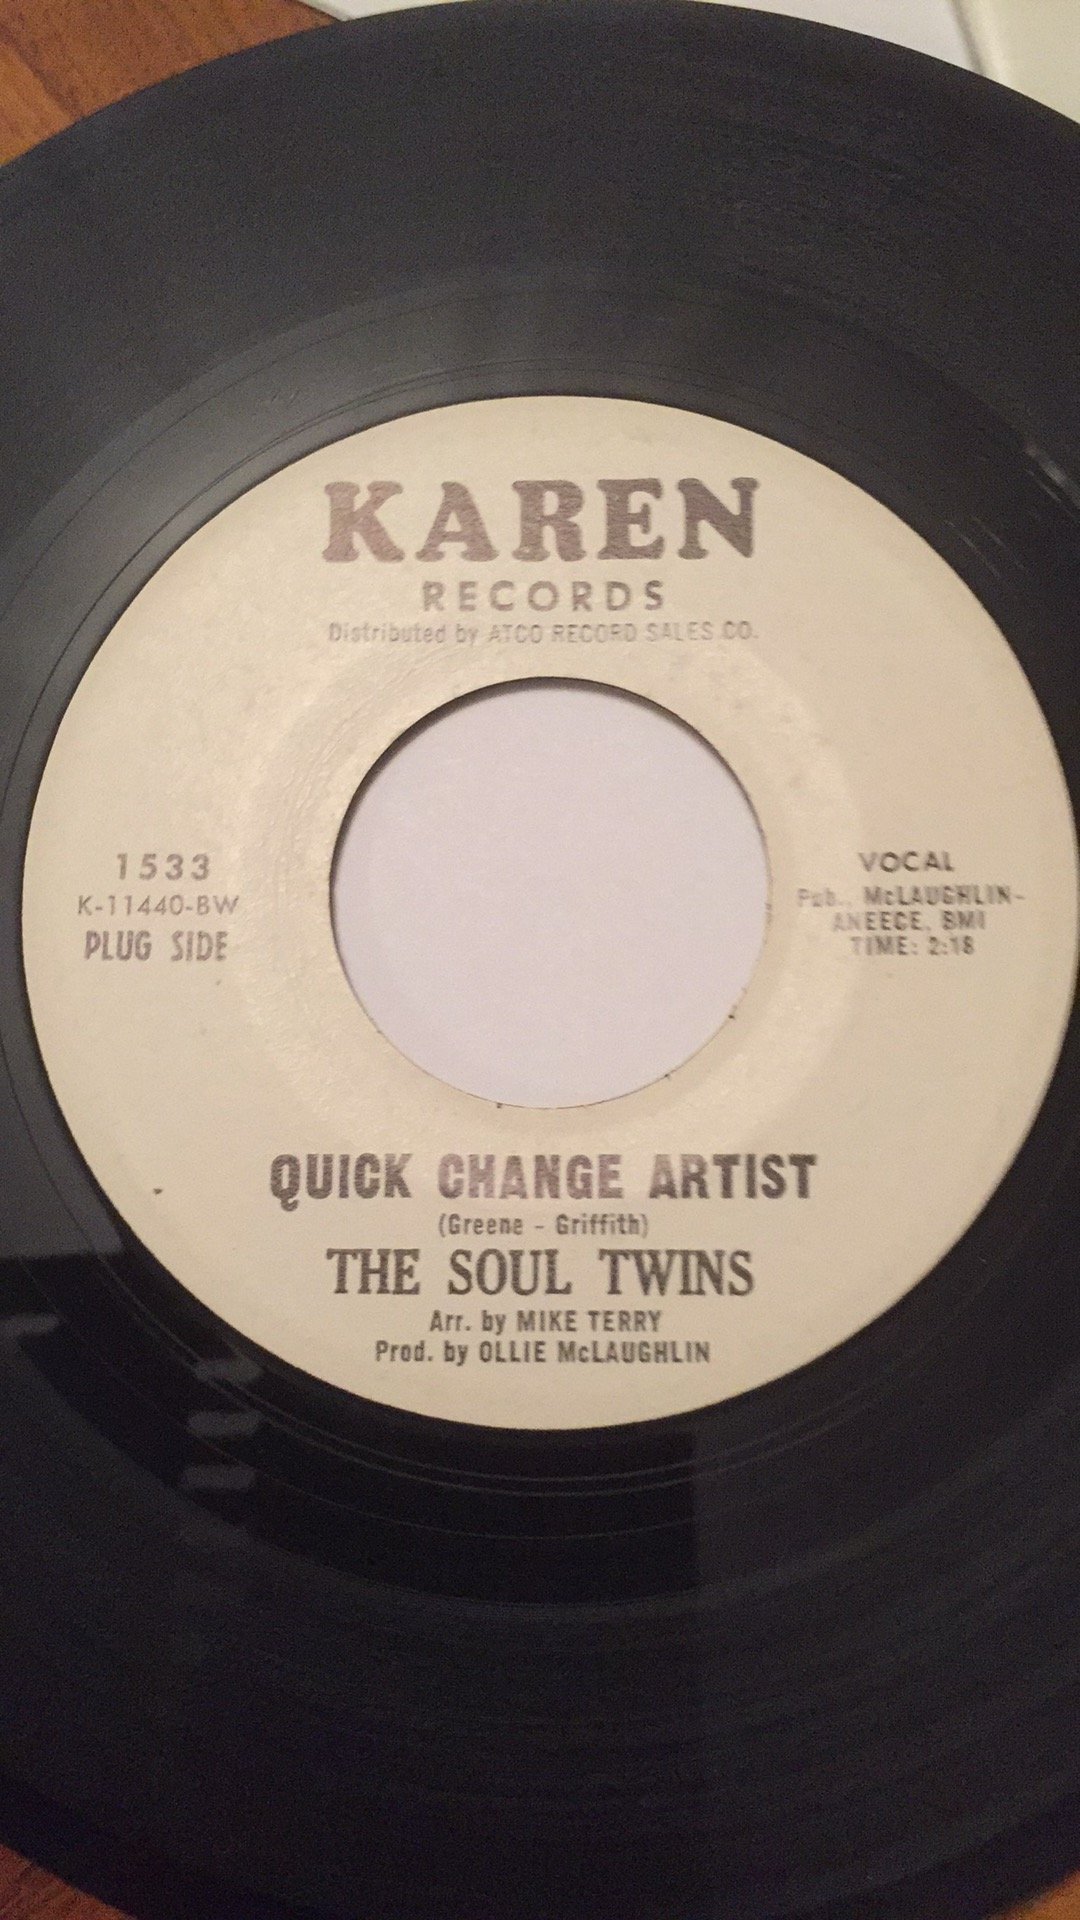 KAREN
RECORDS
Distributed by ATCO RECORD SALES CO.
1533
K-11440-BW
PLUG SIDE
VOCAL
Pub., McLAUGHLIN-
ANEECE, BMI
TIME: 2:18
QUICK CHANGE ARTIST
(Greene - Griffith)
THE SOUL TWINS
Arr. by MIKE TERRY
Prod. by OLLIE McLAUGHLIN